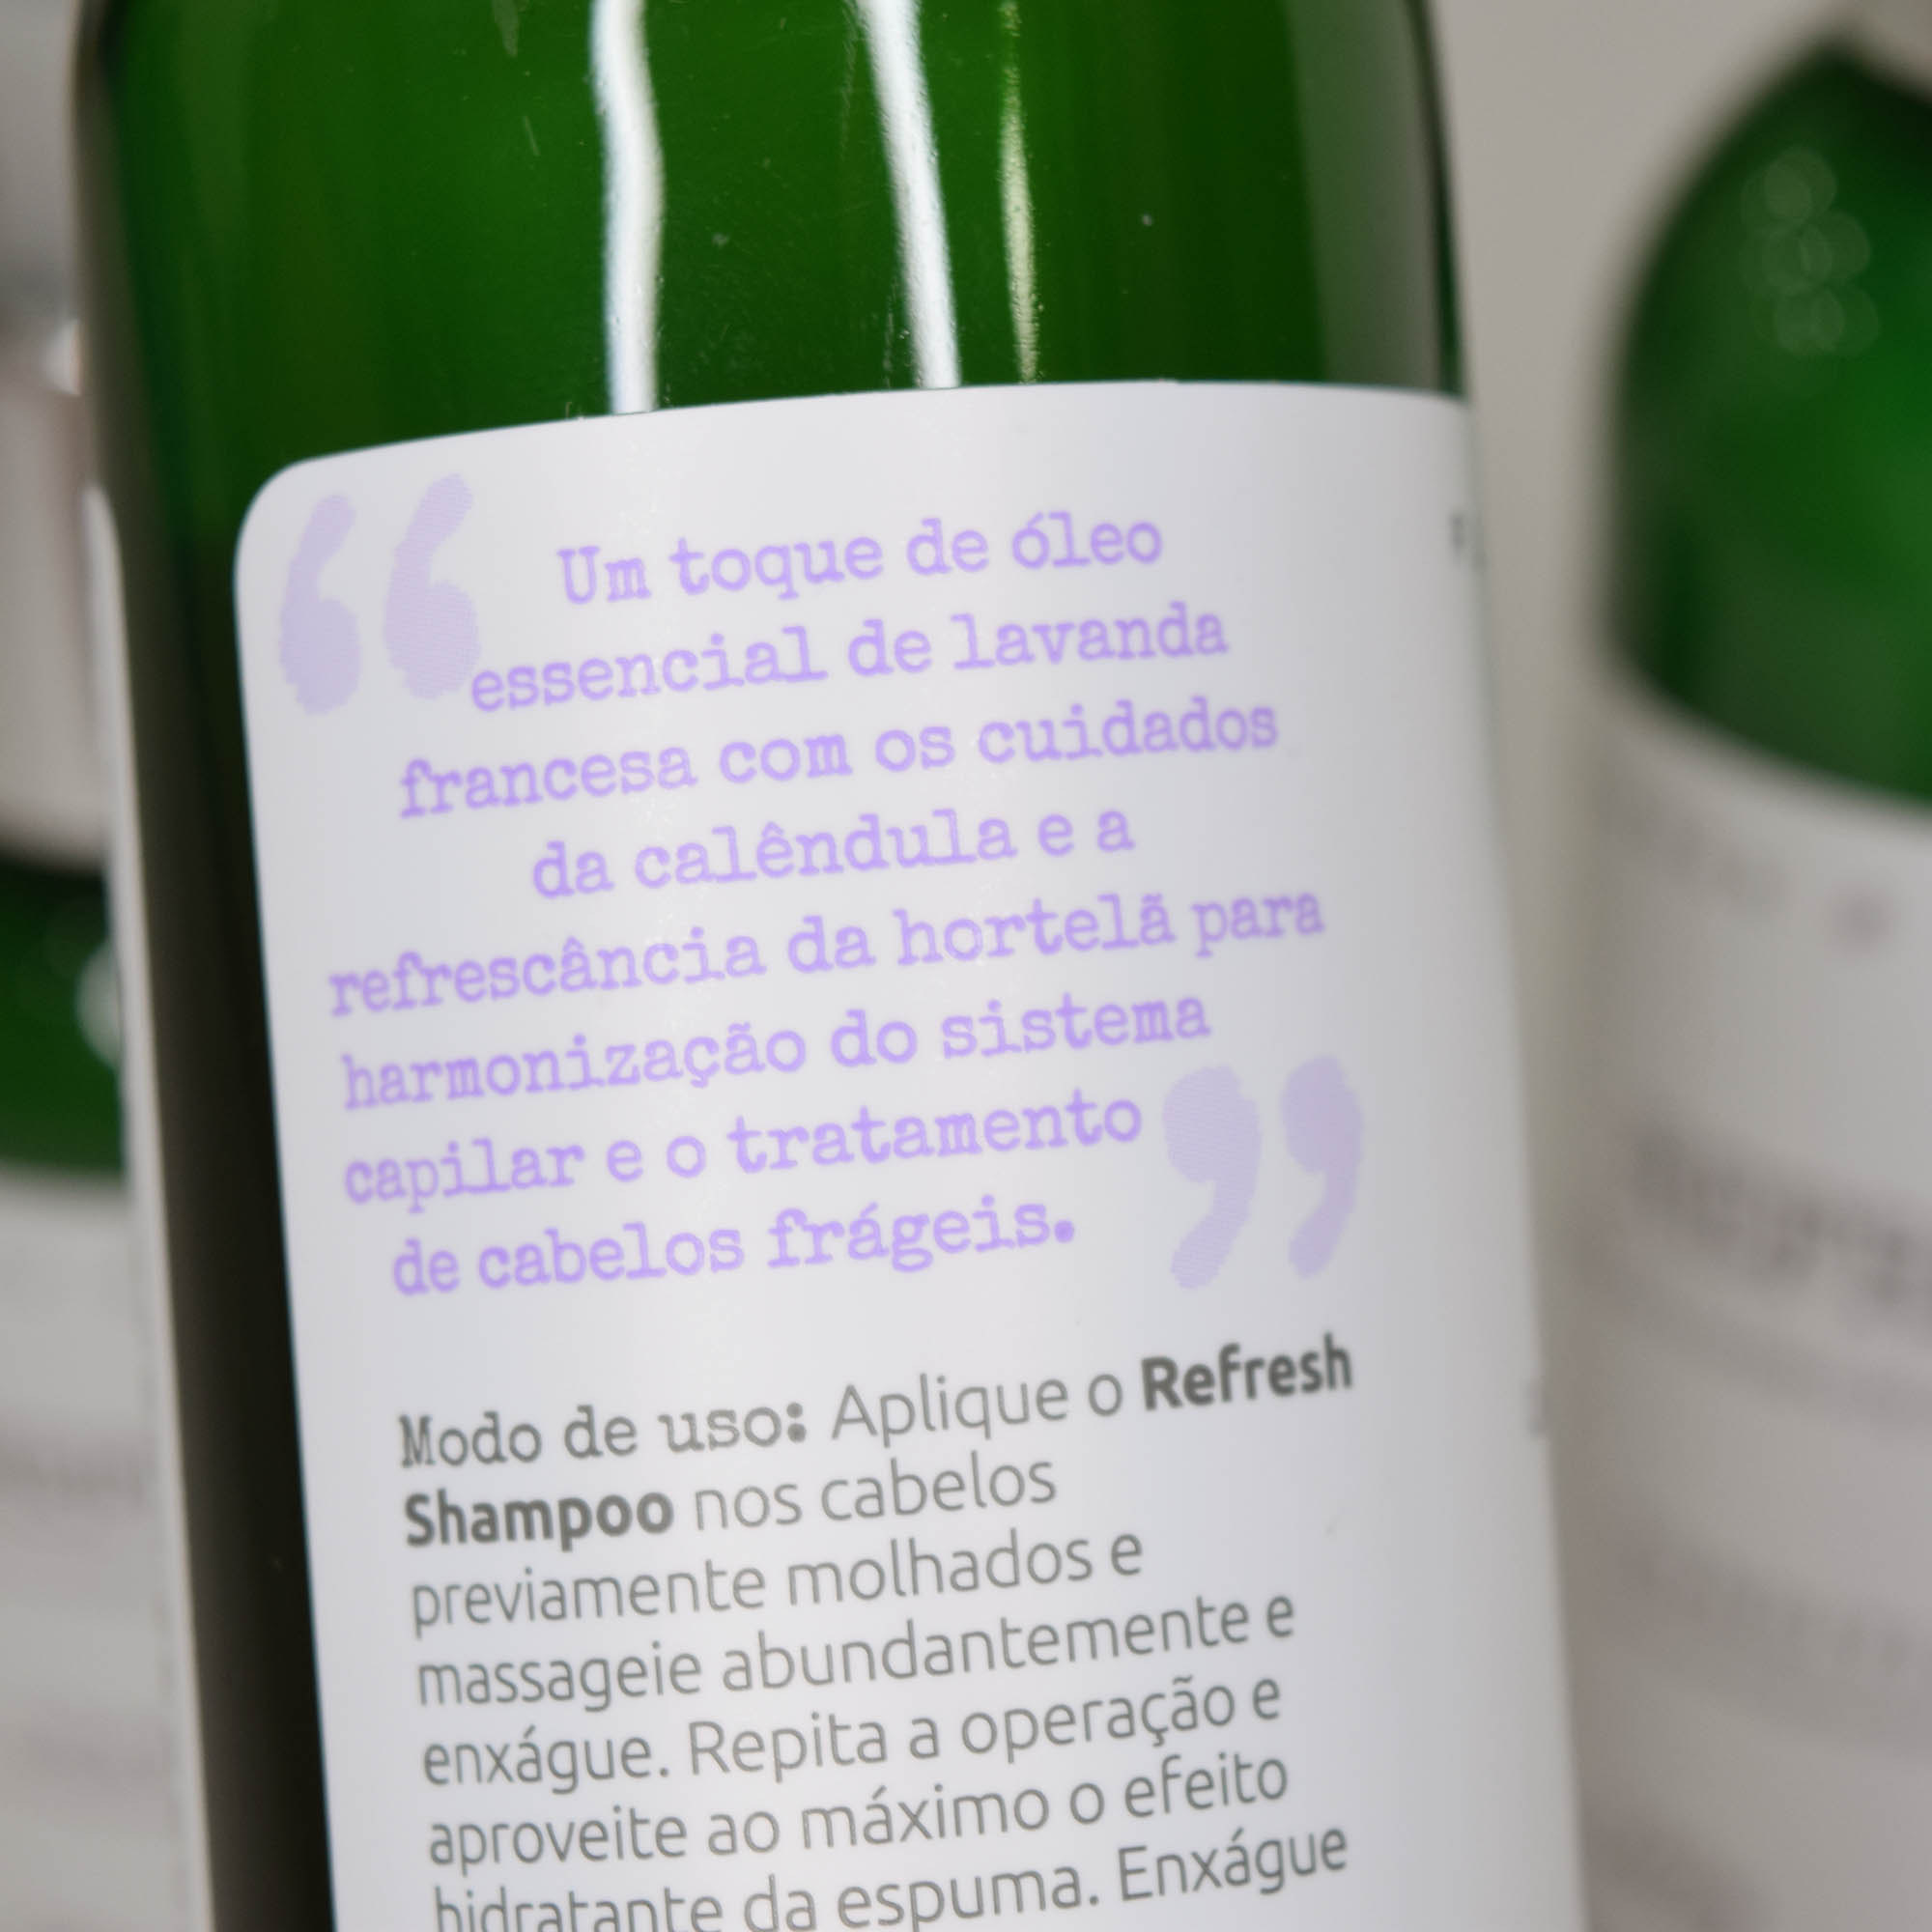 “Um toque de óleo
essencial de lavanda
francesa com os cuidados
da calêndula e a
refrescância da hortelã para
harmonização do sistema
capilar e o tratamento
de cabelos frágeis.”
Modo de uso: Aplique o Refresh
Shampoo nos cabelos
previamente molhados e
massageie abundantemente e
enxágue. Repita a operação e
aproveite ao máximo o efeito
hidratante da espuma. Enxágue